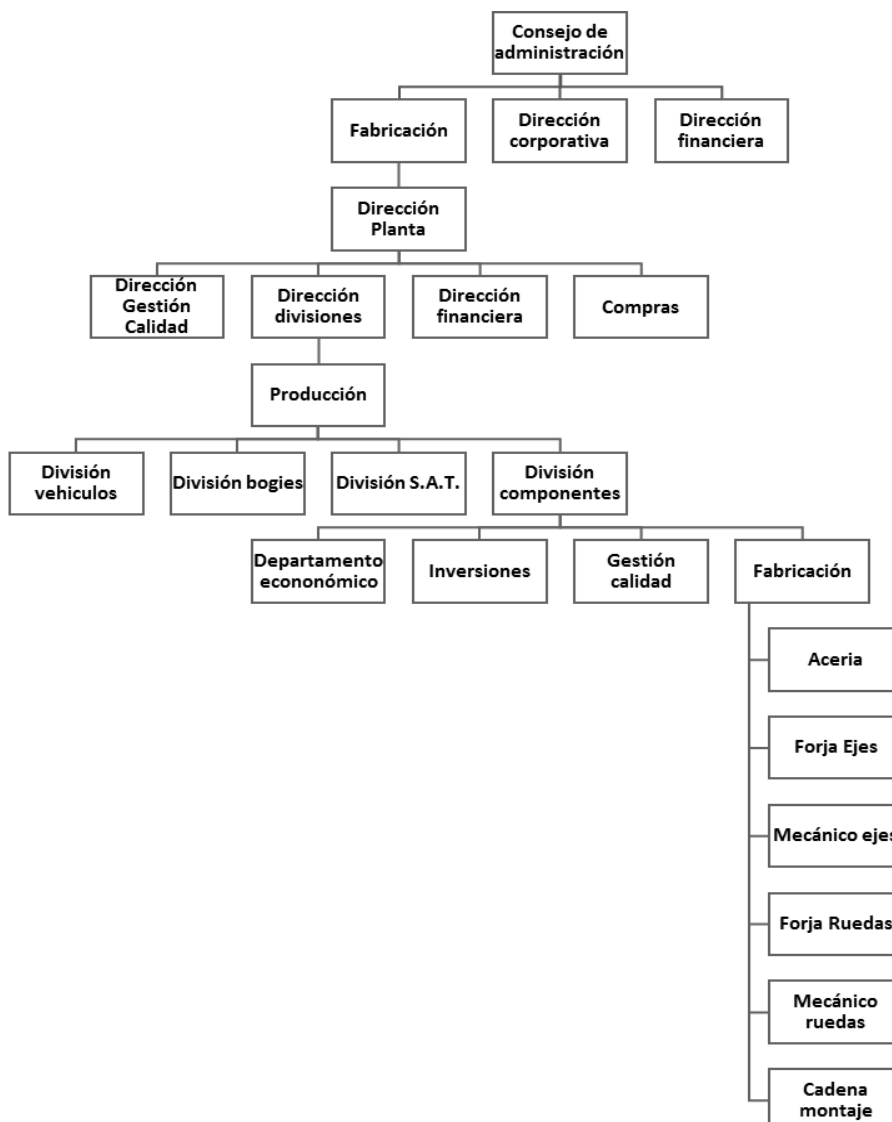 Consejo de
administración
Fabricación
Dirección
corporativa
Dirección
financiera
Dirección
Planta
Dirección
Gestión
Calidad
Dirección
divisiones
Dirección
financiera
Compras
Producción
División
vehiculos
División bogies
División S.A.T.
División
componentes
Departamento
econonómico
Inversiones
Gestión
calidad
Fabricación
Aceria
Forja Ejes
Mecánico ejes
Forja Ruedas
Mecánico
ruedas
Cadena
montaje